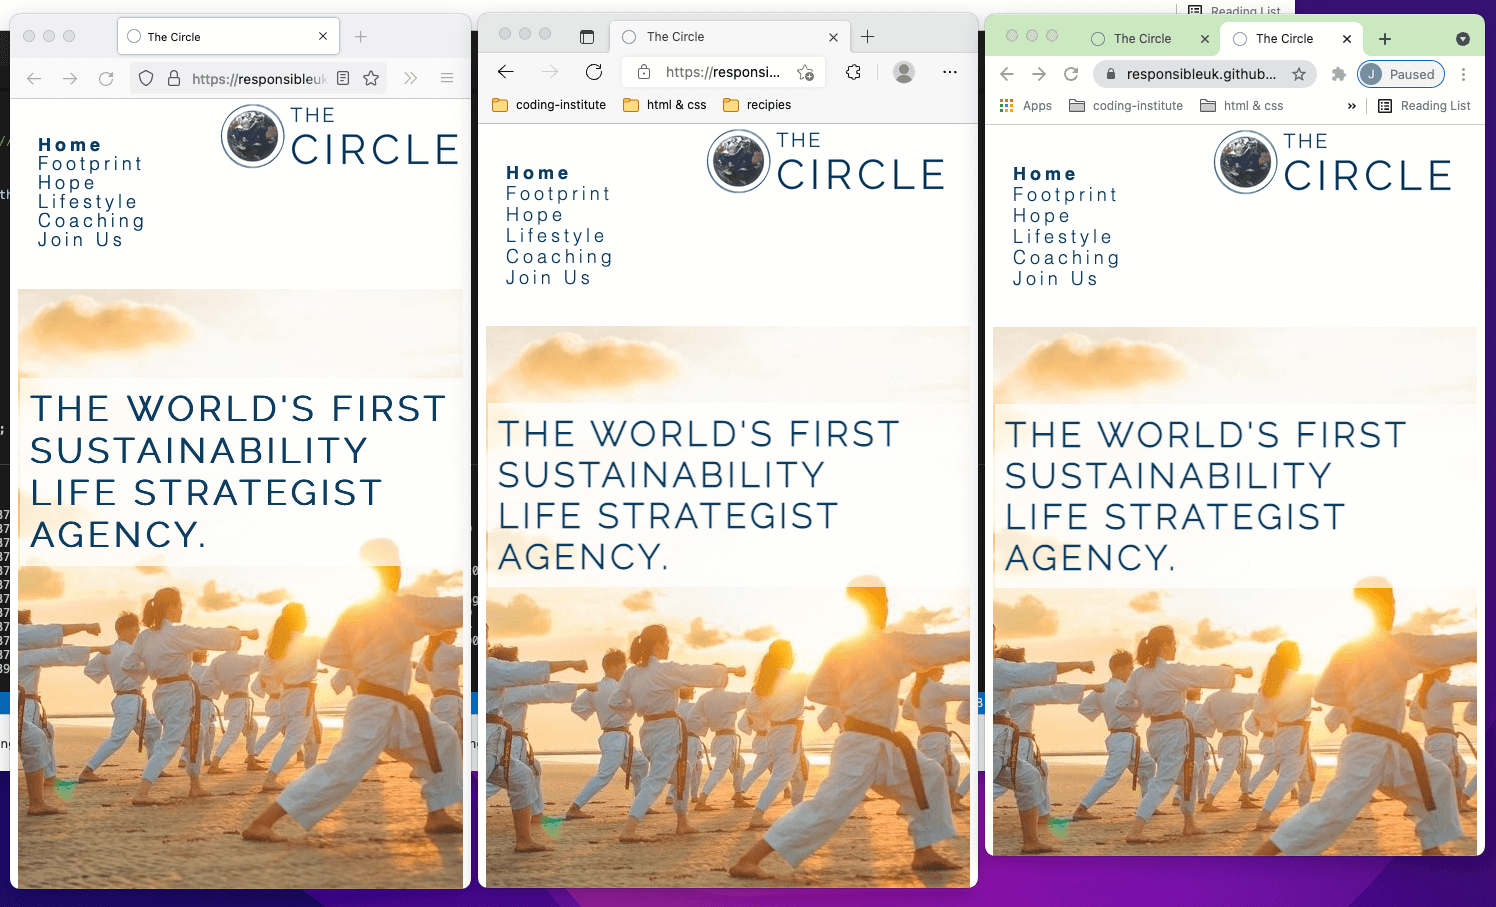 Reading List
The Circle
https://responsibleuk
THE
CIRCLE
Home
Footprint
Hope
Lifestyle
Coaching
Join Us
THE WORLD'S FIRST
SUSTAINABILITY
LIFE STRATEGIST
AGENCY.
The Circle
https://responsi...
coding-institute html & css recipies
THE
CIRCLE
Home
Footprint
Hope
Lifestyle
Coaching
Join Us
THE WORLD'S FIRST
SUSTAINABILITY
LIFE STRATEGIST
AGENCY.
The Circle The Circle
responsibleuk.github... J Paused
Apps coding-institute html & css » Reading List
THE
CIRCLE
Home
Footprint
Hope
Lifestyle
Coaching
Join Us
THE WORLD'S FIRST
SUSTAINABILITY
LIFE STRATEGIST
AGENCY.